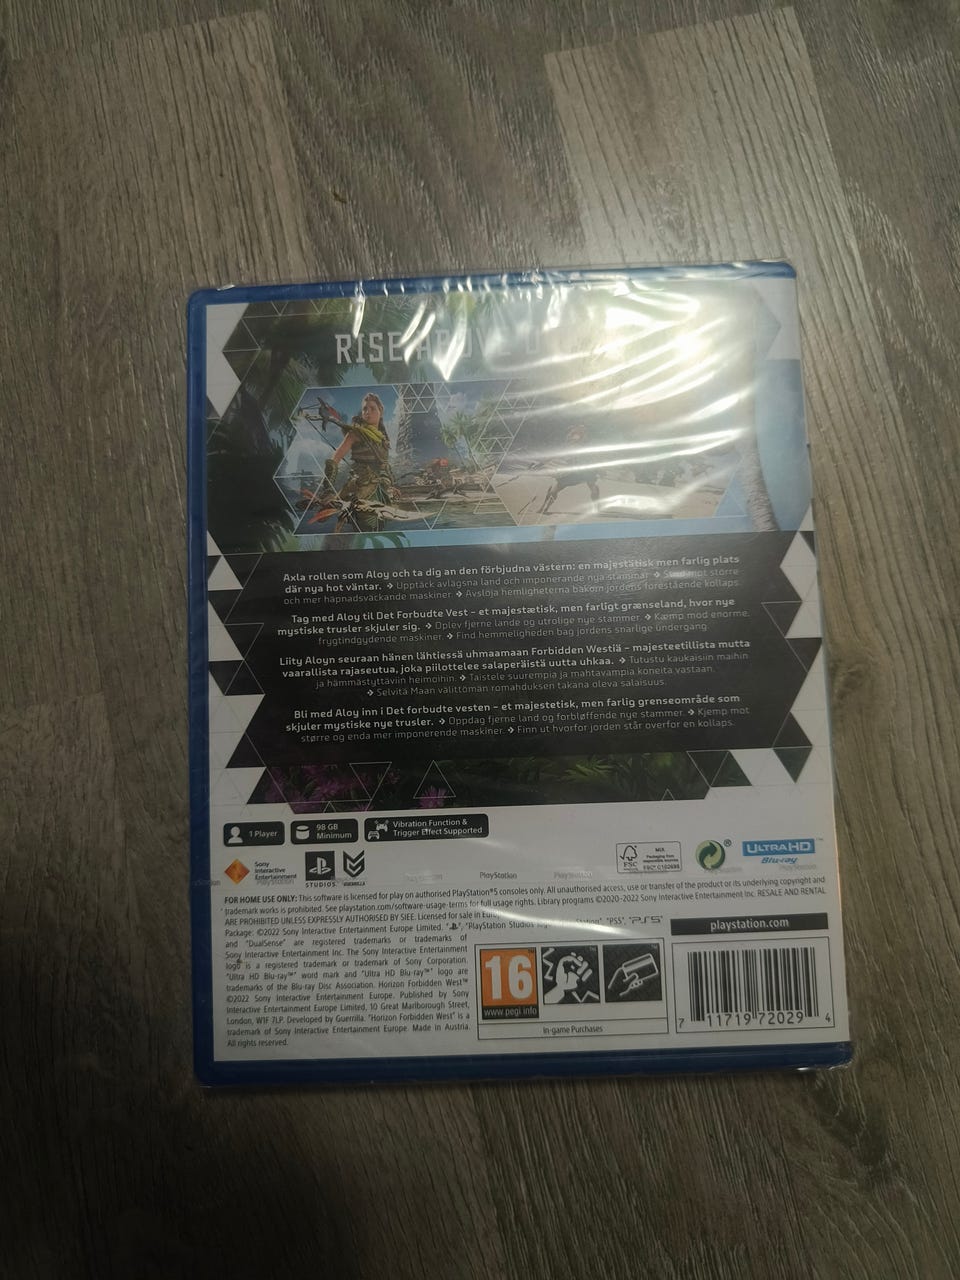 RISE ABOVE
Axla rollen som Aloy och ta dig an den förbjudna västern: en majestätisk men farlig plats
där nya hot väntar. → Upptäck avlägsna land och imponerande nya stammar → Strid mot större
och mer häpnadsväckande maskiner → Avslöja hemligheterna bakom jordens förestående kollaps.
Tag med Aloy til Det Forbudte Vest – et majestætisk, men farligt grænseland, hvor nye
mystiske trusler skjuler sig. → Oplev fjerne lande og utrolige nye stammer. → Kæmp mod enorme,
frygtindgydende maskiner. → Find hemmeligheden bag jordens snarlige undergang.
Liity Aloyn seuraan hänen lähtiessä uhmaamaan Forbidden Westiä – majesteetillista mutta
vaarallista rajaseutua, joka piilottelee salaperäistä uutta uhkaa. → Tutustu kaukaisiin maihin
ja hämmästyttäviin heimoihin. → Taistele suurempia ja mahtavampia koneita vastaan.
→ Selvitä Maan välittömän romahduksen takana oleva salaisuus.
Bli med Aloy inn i Det forbudte vesten – et majestetisk, men farlig grenseområde som
skjuler mystiske nye trusler. → Oppdag fjerne land og forbløffende nye stammer. → Kjemp mot
større og enda mer imponerende maskiner. → Finn ut hvorfor jorden står overfor en kollaps.
1 Player
98 GB
Minimum
Vibration Function &
Trigger Effect Supported
Sony
Interactive
Entertainment
PlayStation
STUDIOS
GUERRILLA
PlayStation
FSC
MIX
Packaging from
responsible sources
FSC® C102698
ULTRA HD
Blu-ray
FOR HOME USE ONLY: This software is licensed for play on authorised PlayStation®5 consoles only. All unauthorised access, use or transfer of the product or its underlying copyright and
trademark works is prohibited. See playstation.com/software-usage-terms for full usage rights. Library programs ©2020-2022 Sony Interactive Entertainment Inc. RESALE AND RENTAL
ARE PROHIBITED UNLESS EXPRESSLY AUTHORISED BY SIEE. Licensed for sale in
Package: ©2022 Sony Interactive Entertainment Europe Limited. "PlayStation Studios "PS5", PS5
and "DualSense" are registered trademarks or trademarks of
Sony Interactive Entertainment Inc. The Sony Interactive Entertainment
logo is a registered trademark or trademark of Sony Corporation.
"Ultra HD Blu-ray™" word mark and "Ultra HD Blu-ray™" logo are
trademarks of the Blu-ray Disc Association. Horizon Forbidden West™
©2022 Sony Interactive Entertainment Europe. Published by Sony
Interactive Entertainment Europe Limited, 10 Great Marlborough Street,
London, W1F 7LP. Developed by Guerrilla. "Horizon Forbidden West" is a
trademark of Sony Interactive Entertainment Europe. Made in Austria.
All rights reserved.
16
www.pegi.info
In-game Purchases
playstation.com
7 11719 72029 4